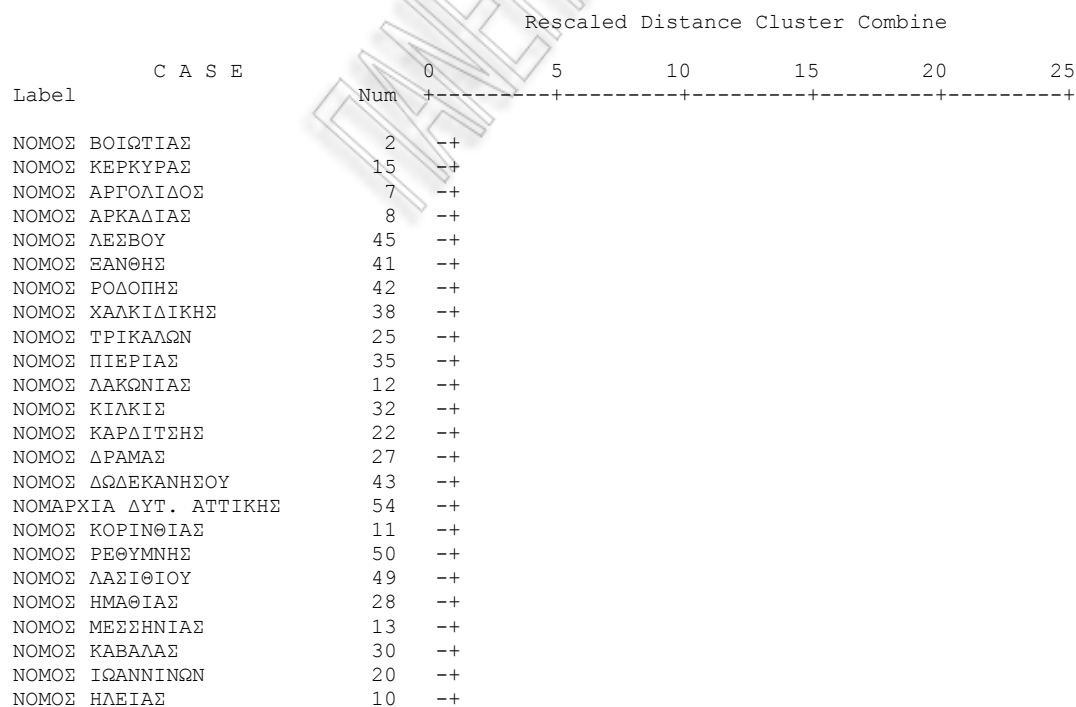 Rescaled Distance Cluster Combine
C A S E 0 5 10 15 20 25
Label Num +---------+---------+---------+---------+---------+
ΝΟΜΟΣ ΒΟΙΩΤΙΑΣ 2 -+
ΝΟΜΟΣ ΚΕΡΚΥΡΑΣ 15 -+
ΝΟΜΟΣ ΑΡΓΟΛΙΔΟΣ 7 -+
ΝΟΜΟΣ ΑΡΚΑΔΙΑΣ 8 -+
ΝΟΜΟΣ ΛΕΣΒΟΥ 45 -+
ΝΟΜΟΣ ΞΑΝΘΗΣ 41 -+
ΝΟΜΟΣ ΡΟΔΟΠΗΣ 42 -+
ΝΟΜΟΣ ΧΑΛΚΙΔΙΚΗΣ 38 -+
ΝΟΜΟΣ ΤΡΙΚΑΛΩΝ 25 -+
ΝΟΜΟΣ ΠΙΕΡΙΑΣ 35 -+
ΝΟΜΟΣ ΛΑΚΩΝΙΑΣ 12 -+
ΝΟΜΟΣ ΚΙΛΚΙΣ 32 -+
ΝΟΜΟΣ ΚΑΡΔΙΤΣΗΣ 22 -+
ΝΟΜΟΣ ΔΡΑΜΑΣ 27 -+
ΝΟΜΟΣ ΔΩΔΕΚΑΝΗΣΟΥ 43 -+
ΝΟΜΑΡΧΙΑ ΔΥΤ. ΑΤΤΙΚΗΣ 54 -+
ΝΟΜΟΣ ΚΟΡΙΝΘΙΑΣ 11 -+
ΝΟΜΟΣ ΡΕΘΥΜΝΗΣ 50 -+
ΝΟΜΟΣ ΛΑΣΙΘΙΟΥ 49 -+
ΝΟΜΟΣ ΗΜΑΘΙΑΣ 28 -+
ΝΟΜΟΣ ΜΕΣΣΗΝΙΑΣ 13 -+
ΝΟΜΟΣ ΚΑΒΑΛΑΣ 30 -+
ΝΟΜΟΣ ΙΩΑΝΝΙΝΩΝ 20 -+
ΝΟΜΟΣ ΗΛΕΙΑΣ 10 -+